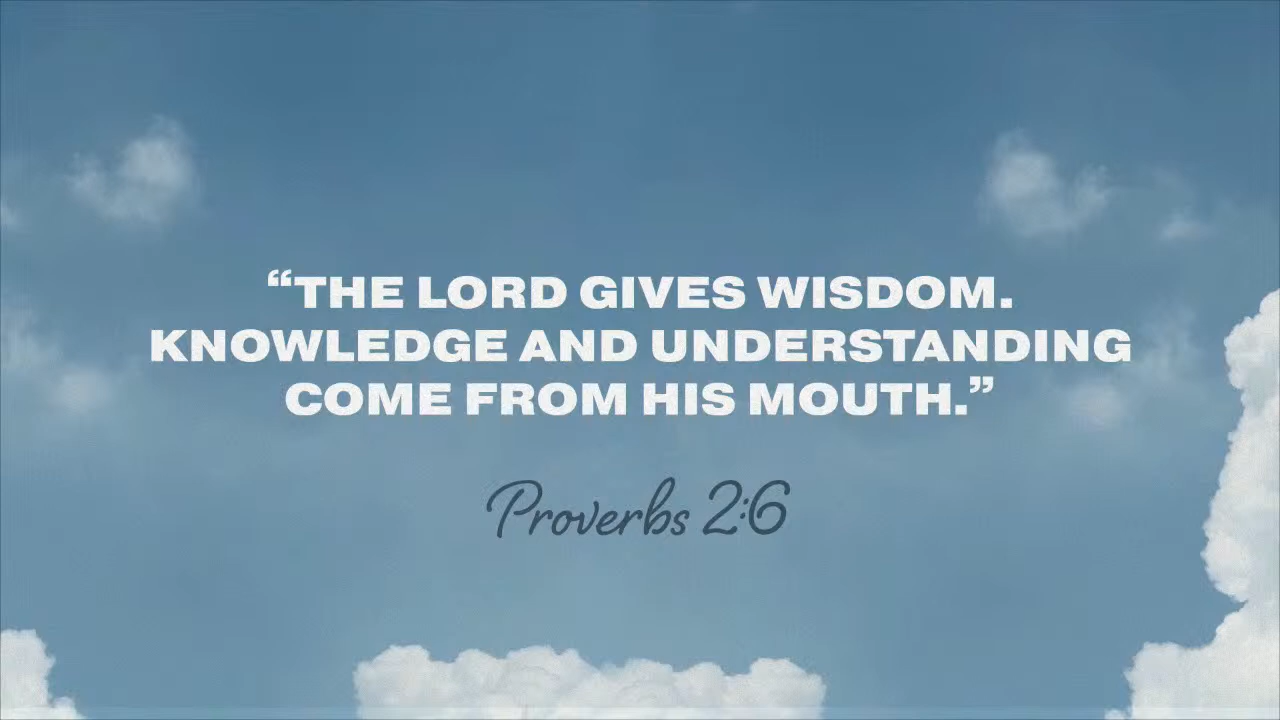 “THE LORD GIVES WISDOM.
KNOWLEDGE AND UNDERSTANDING
COME FROM HIS MOUTH.”
Proverbs 2:6